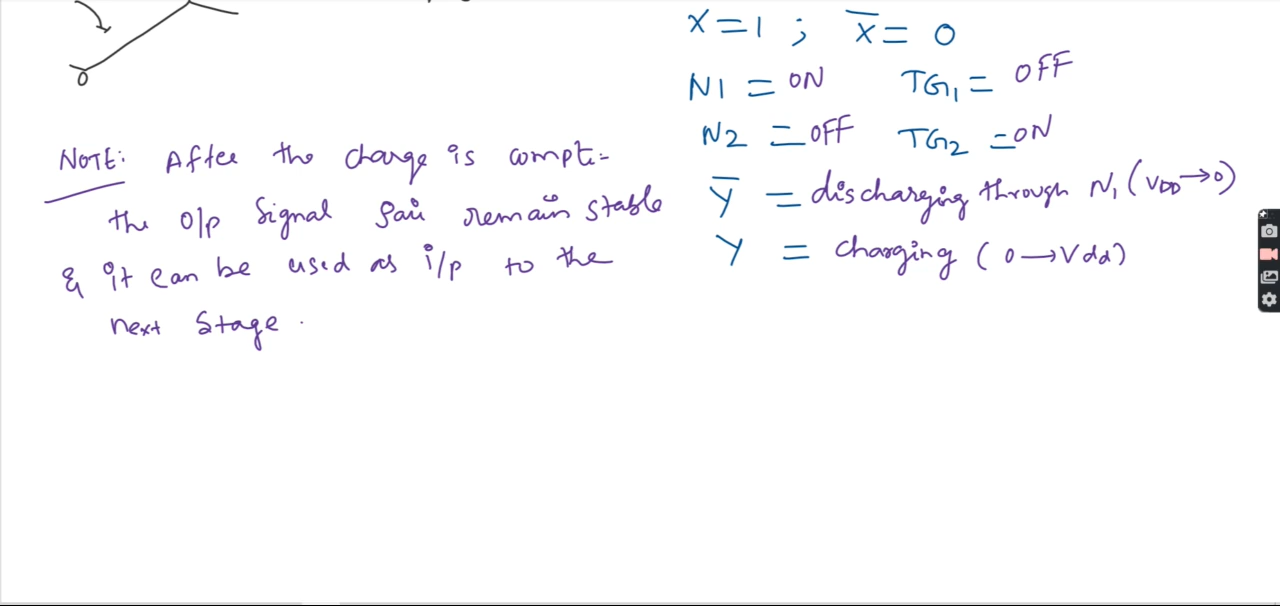 X = 1 ; X̅ = 0
N1 = ON TG1 = OFF
N2 = OFF TG2 = ON
Y̅ = discharging through N1 (VDD→0)
Y = charging (0→Vdd)
NOTE: After the charge is compt:-
the o/p Signal Pair remain stable
& it can be used as i/p to the
next Stage.